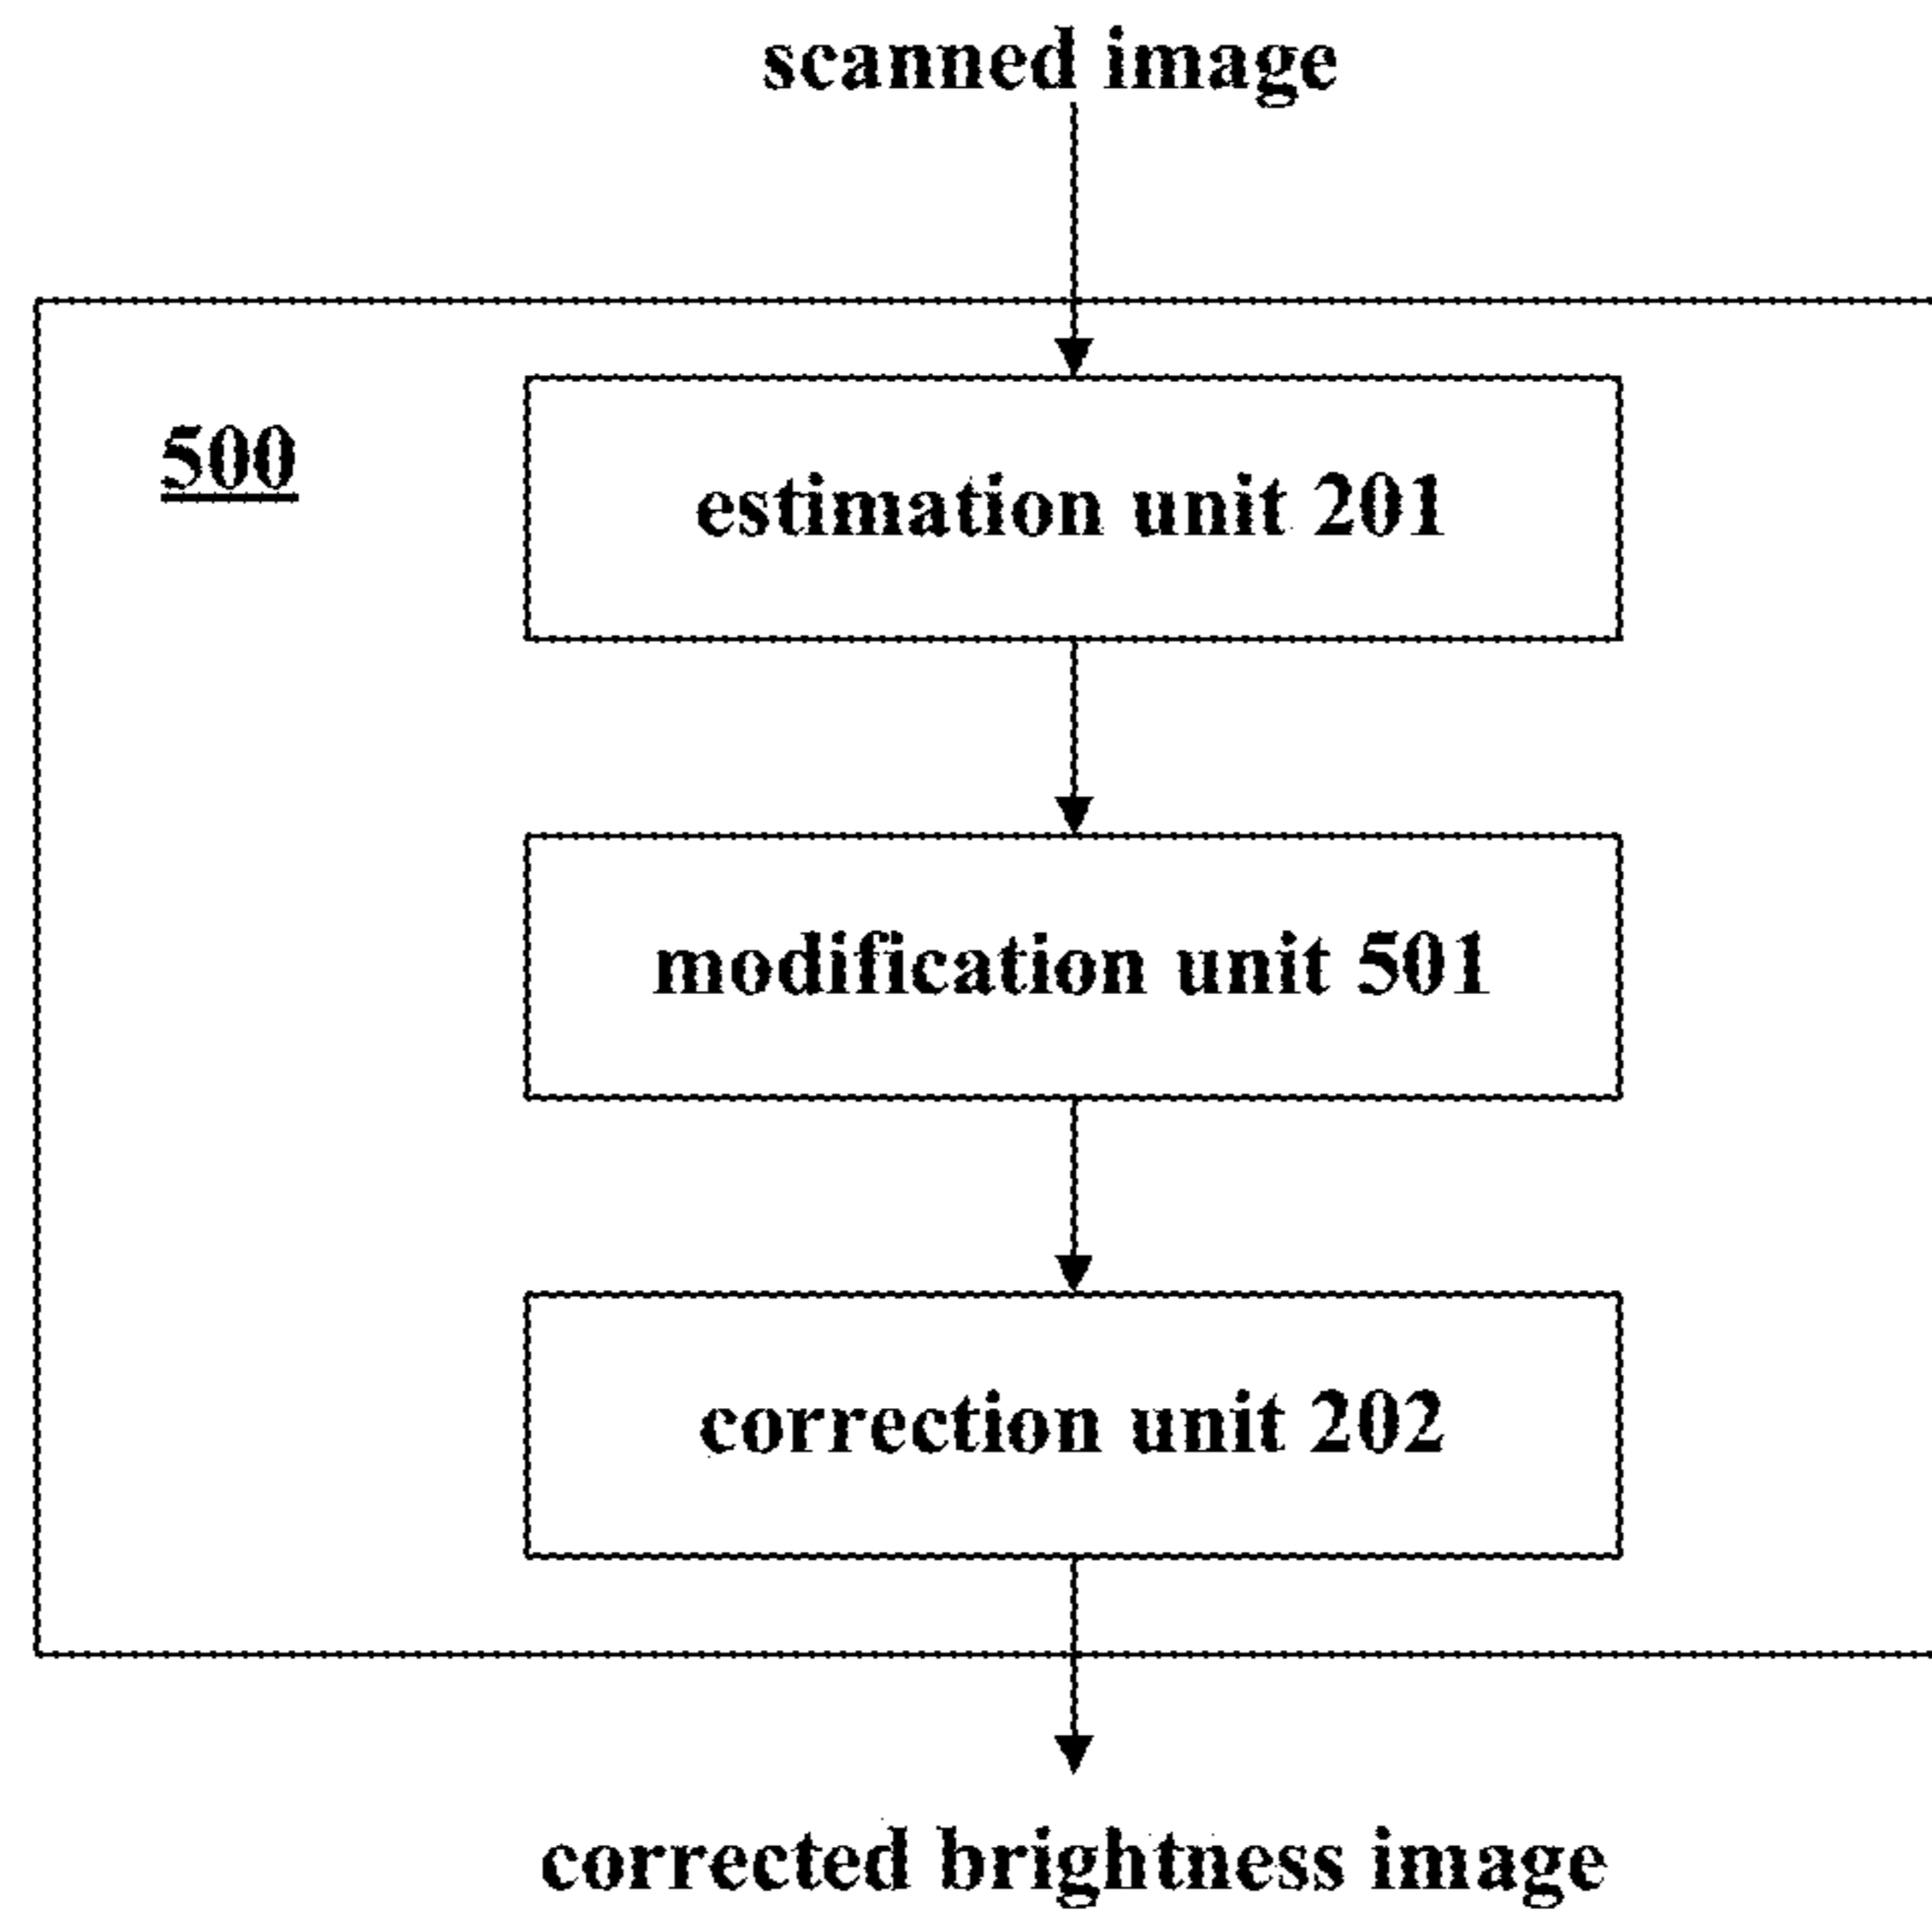 scanned image
500
estimation unit 201
modification unit 501
correction unit 202
corrected brightness image